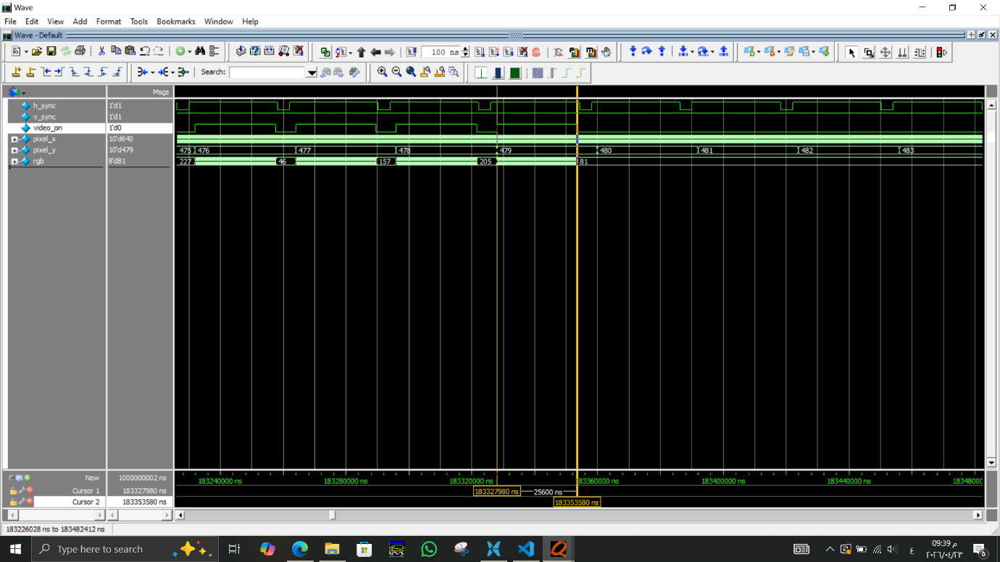 Wave
File Edit View Add Format Tools Bookmarks Window Help
Wave - Default
100 ns
Search:
Msgs
h_sync 1'd1
v_sync 1'd1
video_on 1'd0
pixel_x 10'd640
pixel_y 10'd479 475 476 477 478 479 480 481 482 483
rgb 8'd81 227 46 157 205 81
Now 1000000002 ns 183240000 ns 183280000 ns 183320000 ns 183360000 ns 183400000 ns 183440000 ns 18348000
Cursor 1 183327980 ns 183327980 ns 25600 ns
Cursor 2 183353580 ns 183353580 ns
183226028 ns to 183482412 ns
Type here to search
ع
09:39 م
٢٠٢٦/٠٤/٢٣
6